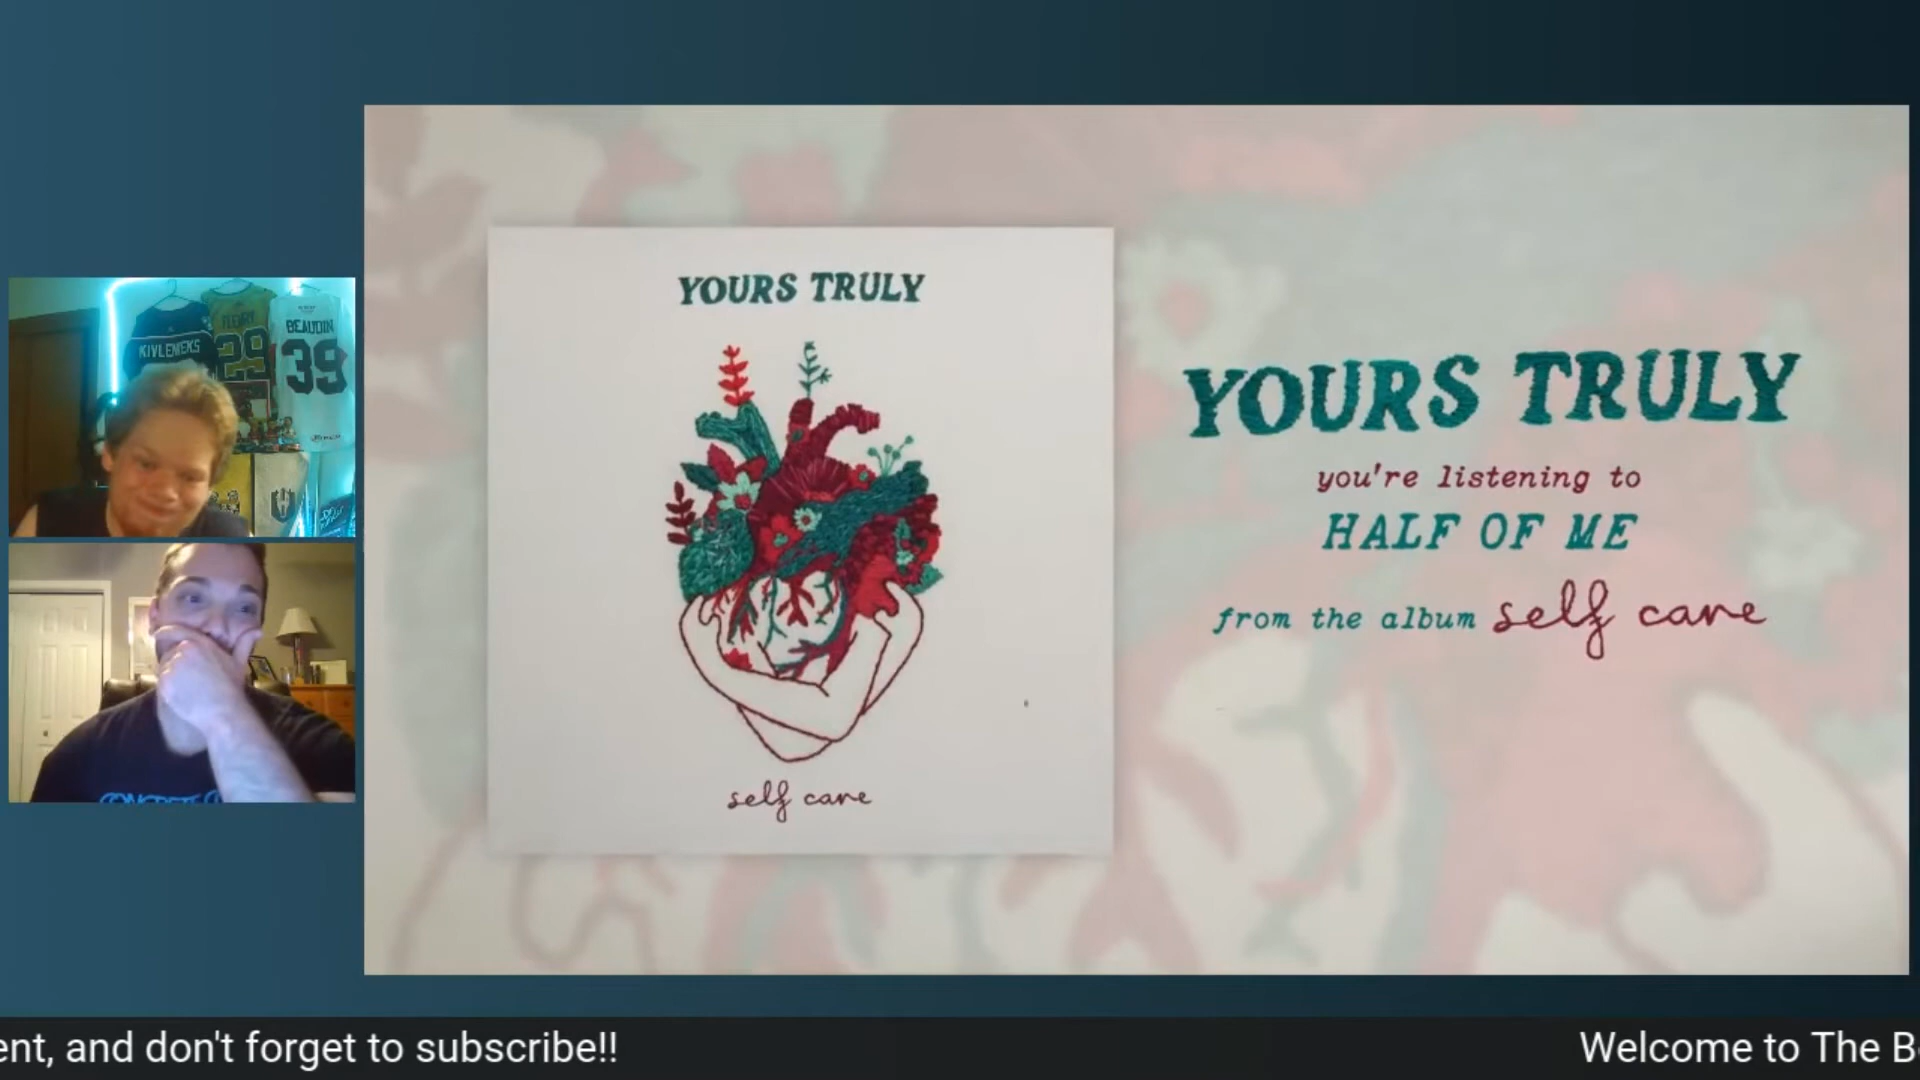 KIVLENIEKS
FLEURY
29
BEAUDIN
39
YOURS TRULY
self care
YOURS TRULY
you're listening to
HALF OF ME
from the album self care
ent, and don't forget to subscribe!!
Welcome to The B